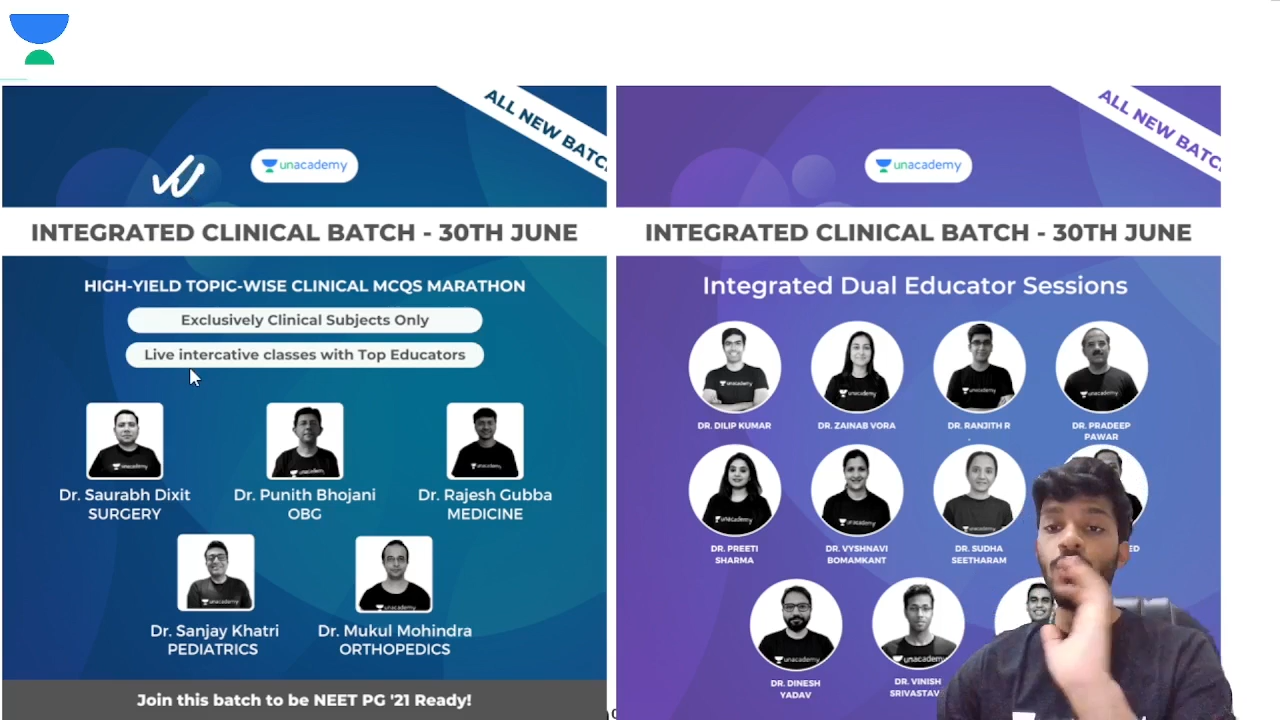 ALL NEW BATC
unacademy
INTEGRATED CLINICAL BATCH - 30TH JUNE
HIGH-YIELD TOPIC-WISE CLINICAL MCQS MARATHON
Exclusively Clinical Subjects Only
Live intercative classes with Top Educators
Dr. Saurabh Dixit
SURGERY
Dr. Punith Bhojani
OBG
Dr. Rajesh Gubba
MEDICINE
Dr. Sanjay Khatri
PEDIATRICS
Dr. Mukul Mohindra
ORTHOPEDICS
Join this batch to be NEET PG '21 Ready!
ALL NEW BATC
unacademy
INTEGRATED CLINICAL BATCH - 30TH JUNE
Integrated Dual Educator Sessions
DR. DILIP KUMAR
DR. ZAINAB VORA
DR. RANJITH R
DR. PRADEEP
PAWAR
DR. PREETI
SHARMA
DR. VYSHNAVI
BOMAMKANT
DR. SUDHA
SEETHARAM
ED
DR. DINESH
YADAV
DR. VINISH
SRIVASTAV